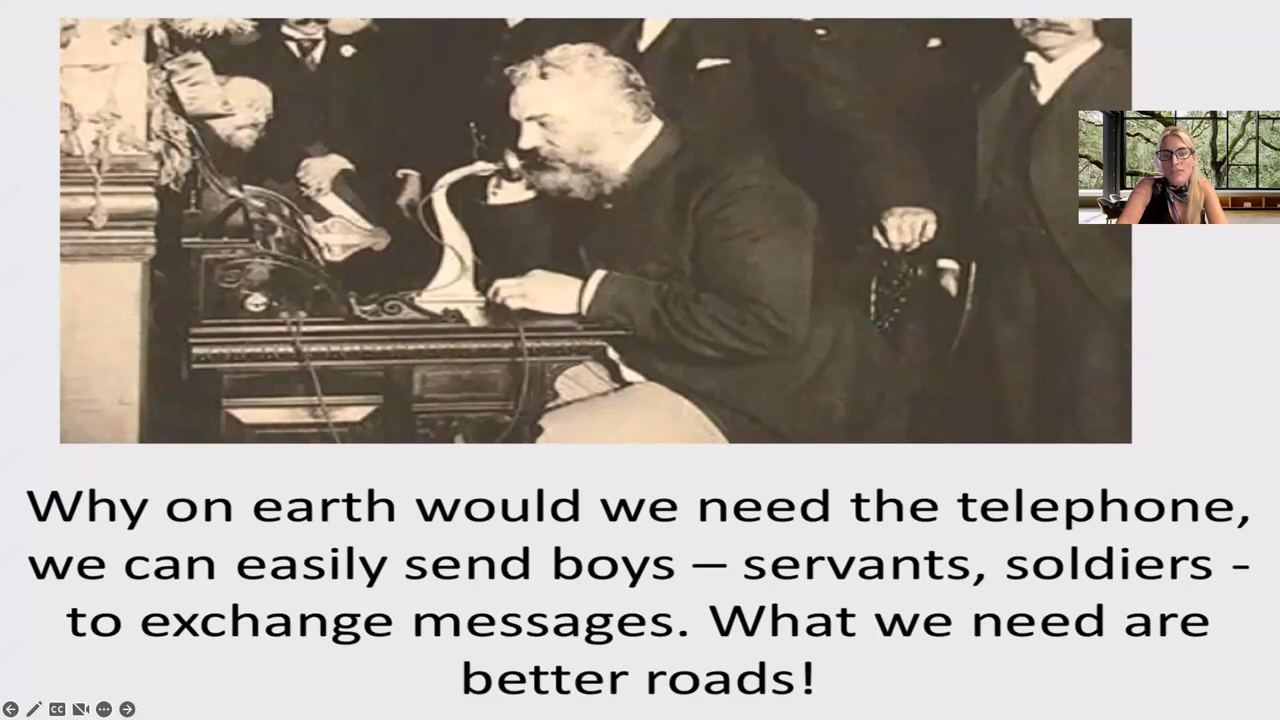 Why on earth would we need the telephone,
we can easily send boys – servants, soldiers -
to exchange messages. What we need are
better roads!
CC